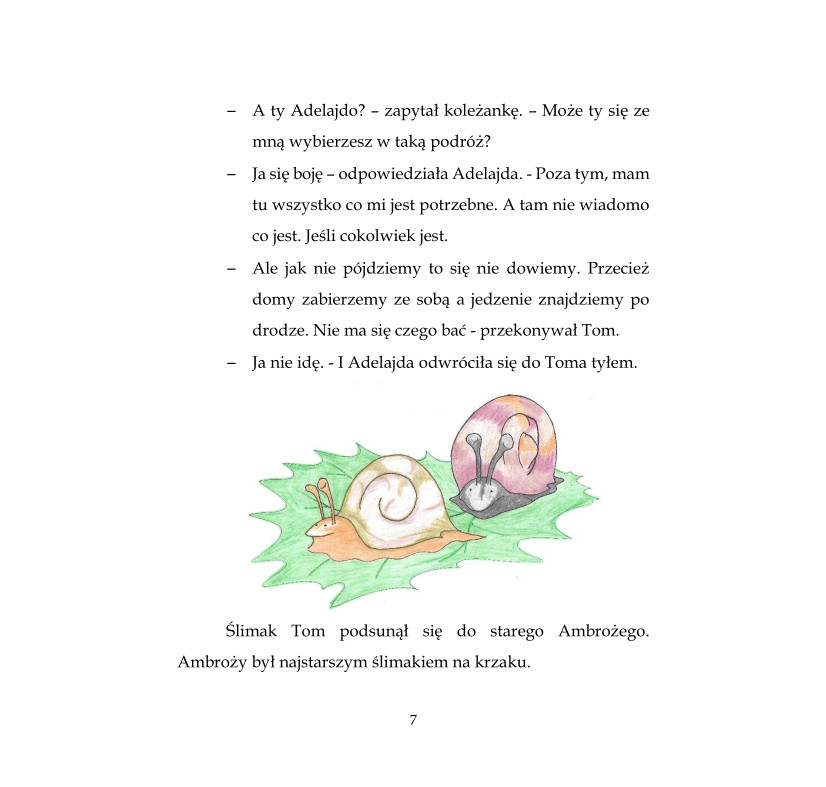 – A ty Adelajdo? – zapytał koleżankę. – Może ty się ze
mną wybierzesz w taką podróż?
– Ja się boję – odpowiedziała Adelajda. - Poza tym, mam
tu wszystko co mi jest potrzebne. A tam nie wiadomo
co jest. Jeśli cokolwiek jest.
– Ale jak nie pójdziemy to się nie dowiemy. Przecież
domy zabierzemy ze sobą a jedzenie znajdziemy po
drodze. Nie ma się czego bać - przekonywał Tom.
– Ja nie idę. - I Adelajda odwróciła się do Toma tyłem.
Ślimak Tom podsunął się do starego Ambrożego.
Ambroży był najstarszym ślimakiem na krzaku.
7